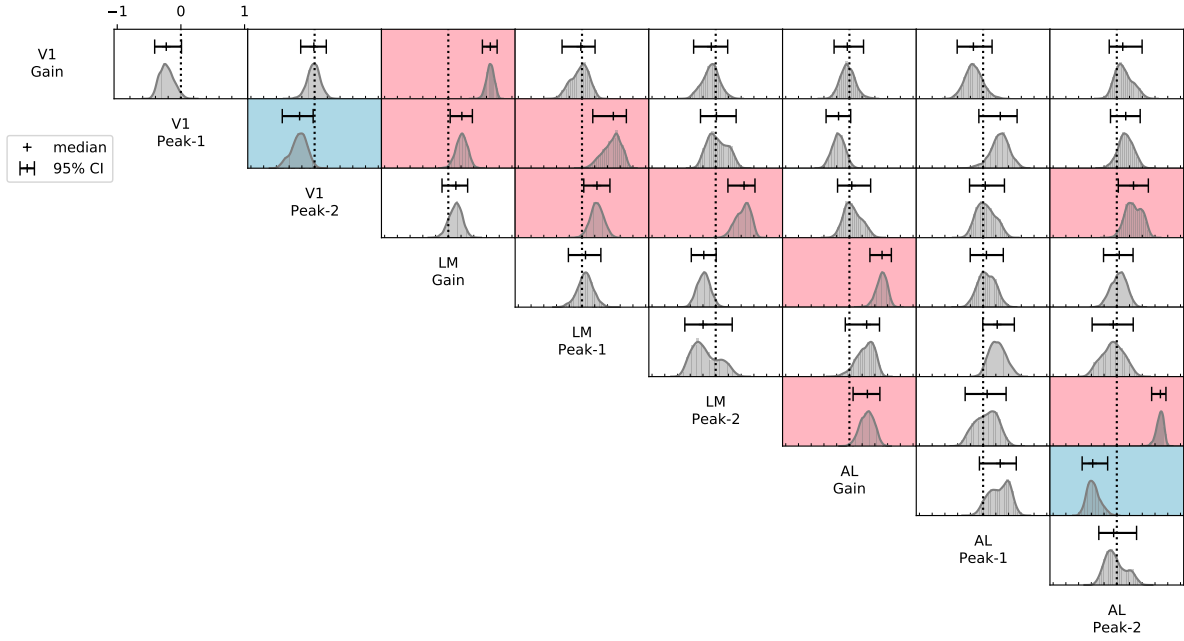 −1 0 1
V1
Gain
V1
Peak-1
median
95% CI
V1
Peak-2
LM
Gain
LM
Peak-1
LM
Peak-2
AL
Gain
AL
Peak-1
AL
Peak-2